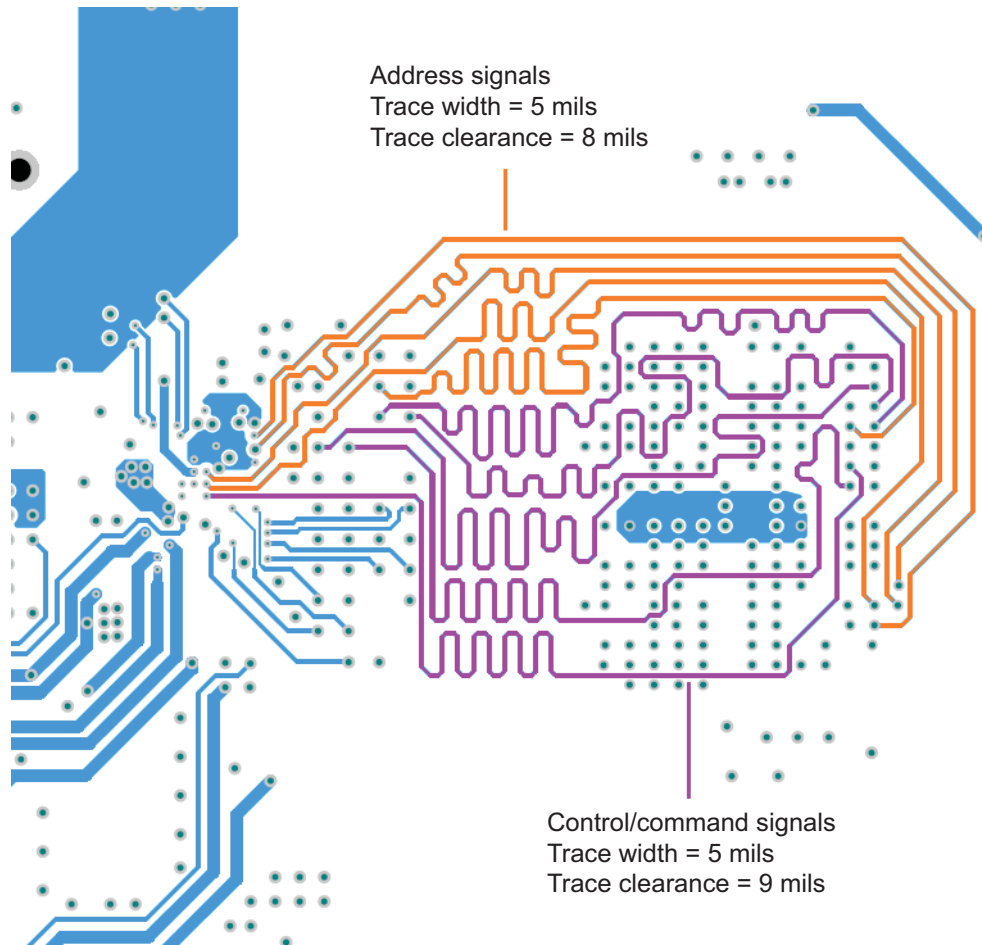 Address signals
Trace width = 5 mils
Trace clearance = 8 mils
Control/command signals
Trace width = 5 mils
Trace clearance = 9 mils